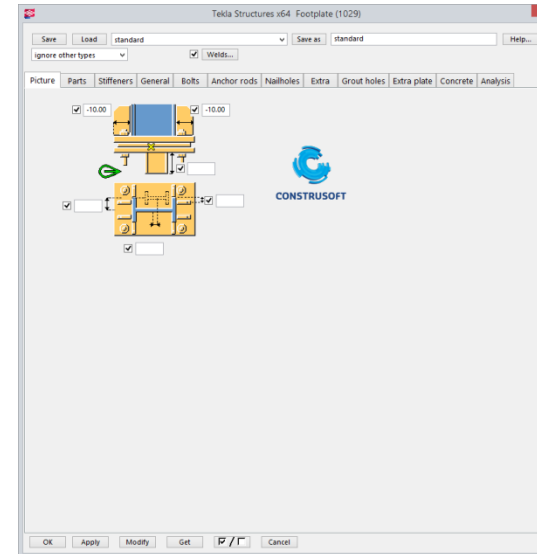 Tekla Structures x64 Footplate (1029)
Save Load standard Save as standard Help...
ignore other types Welds...
Picture Parts Stiffeners General Bolts Anchor rods Nailholes Extra Grout holes Extra plate Concrete Analysis
-10.00 -10.00
CONSTRUSOFT
OK Apply Modify Get / Cancel